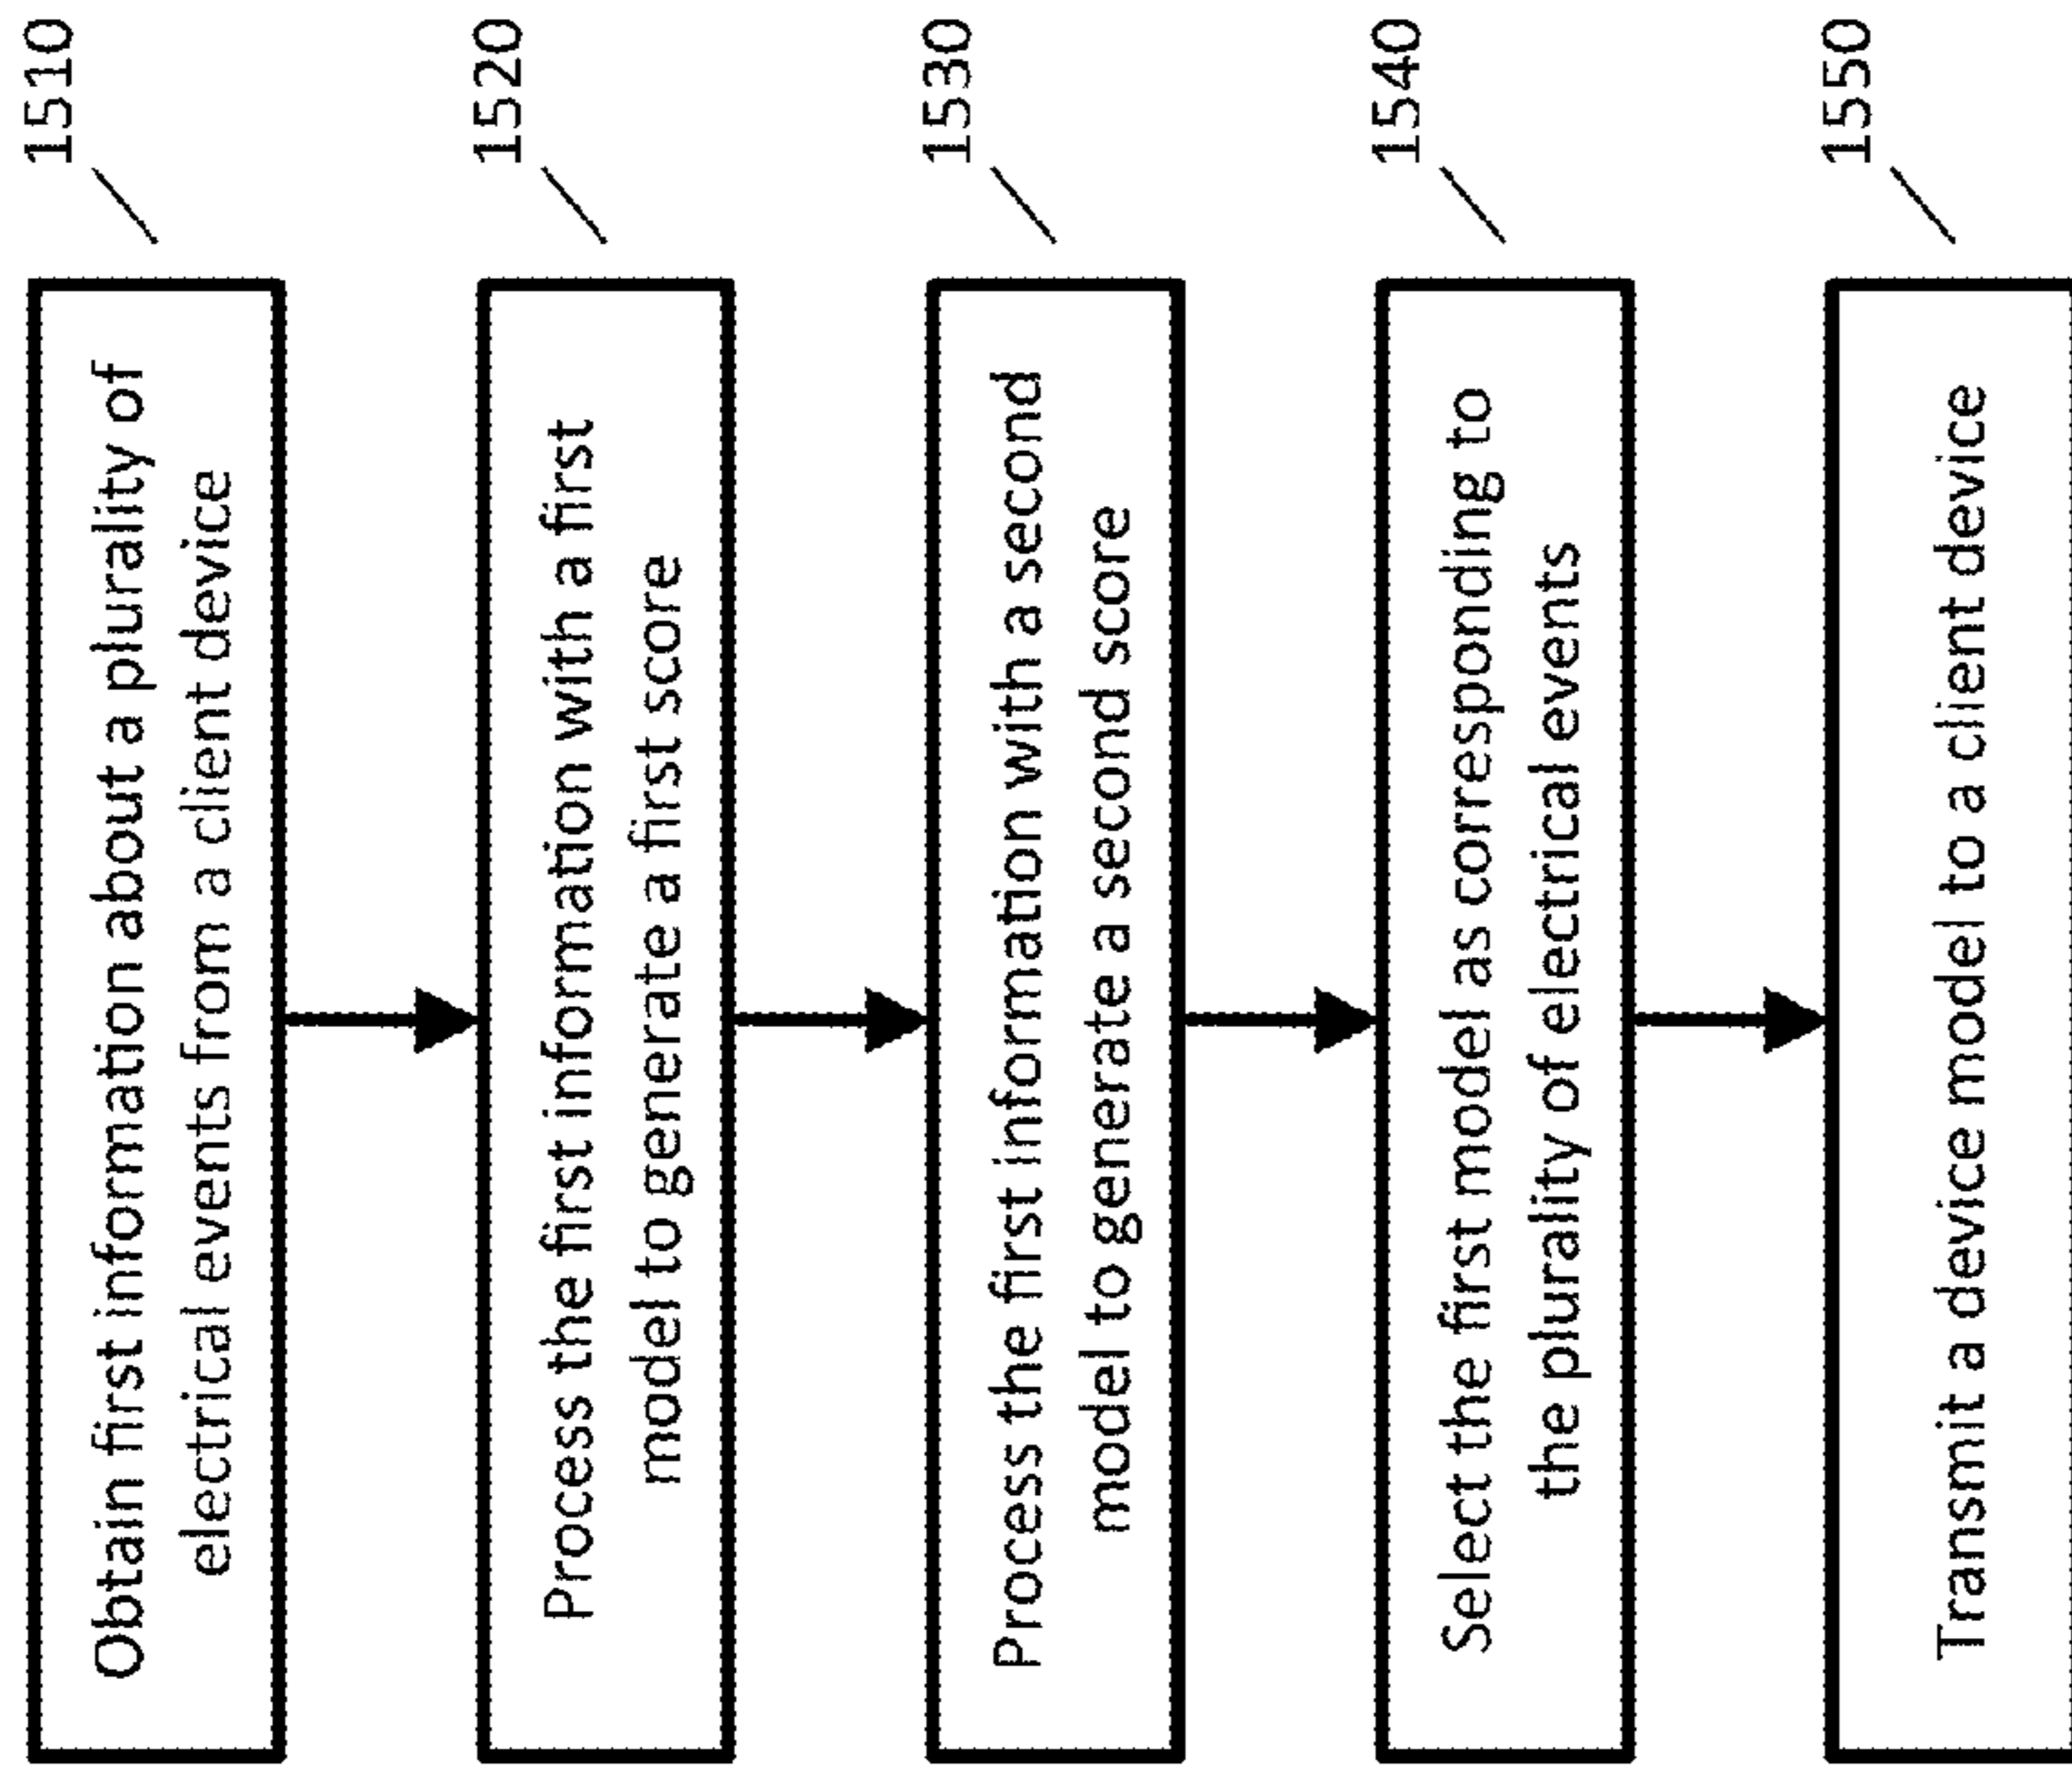 1510
Obtain first information about a plurality of
electrical events from a client device
1520
Process the first information with a first
model to generate a first score
1530
Process the first information with a second
model to generate a second score
1540
Select the first model as corresponding to
the plurality of electrical events
1550
Transmit a device model to a client device